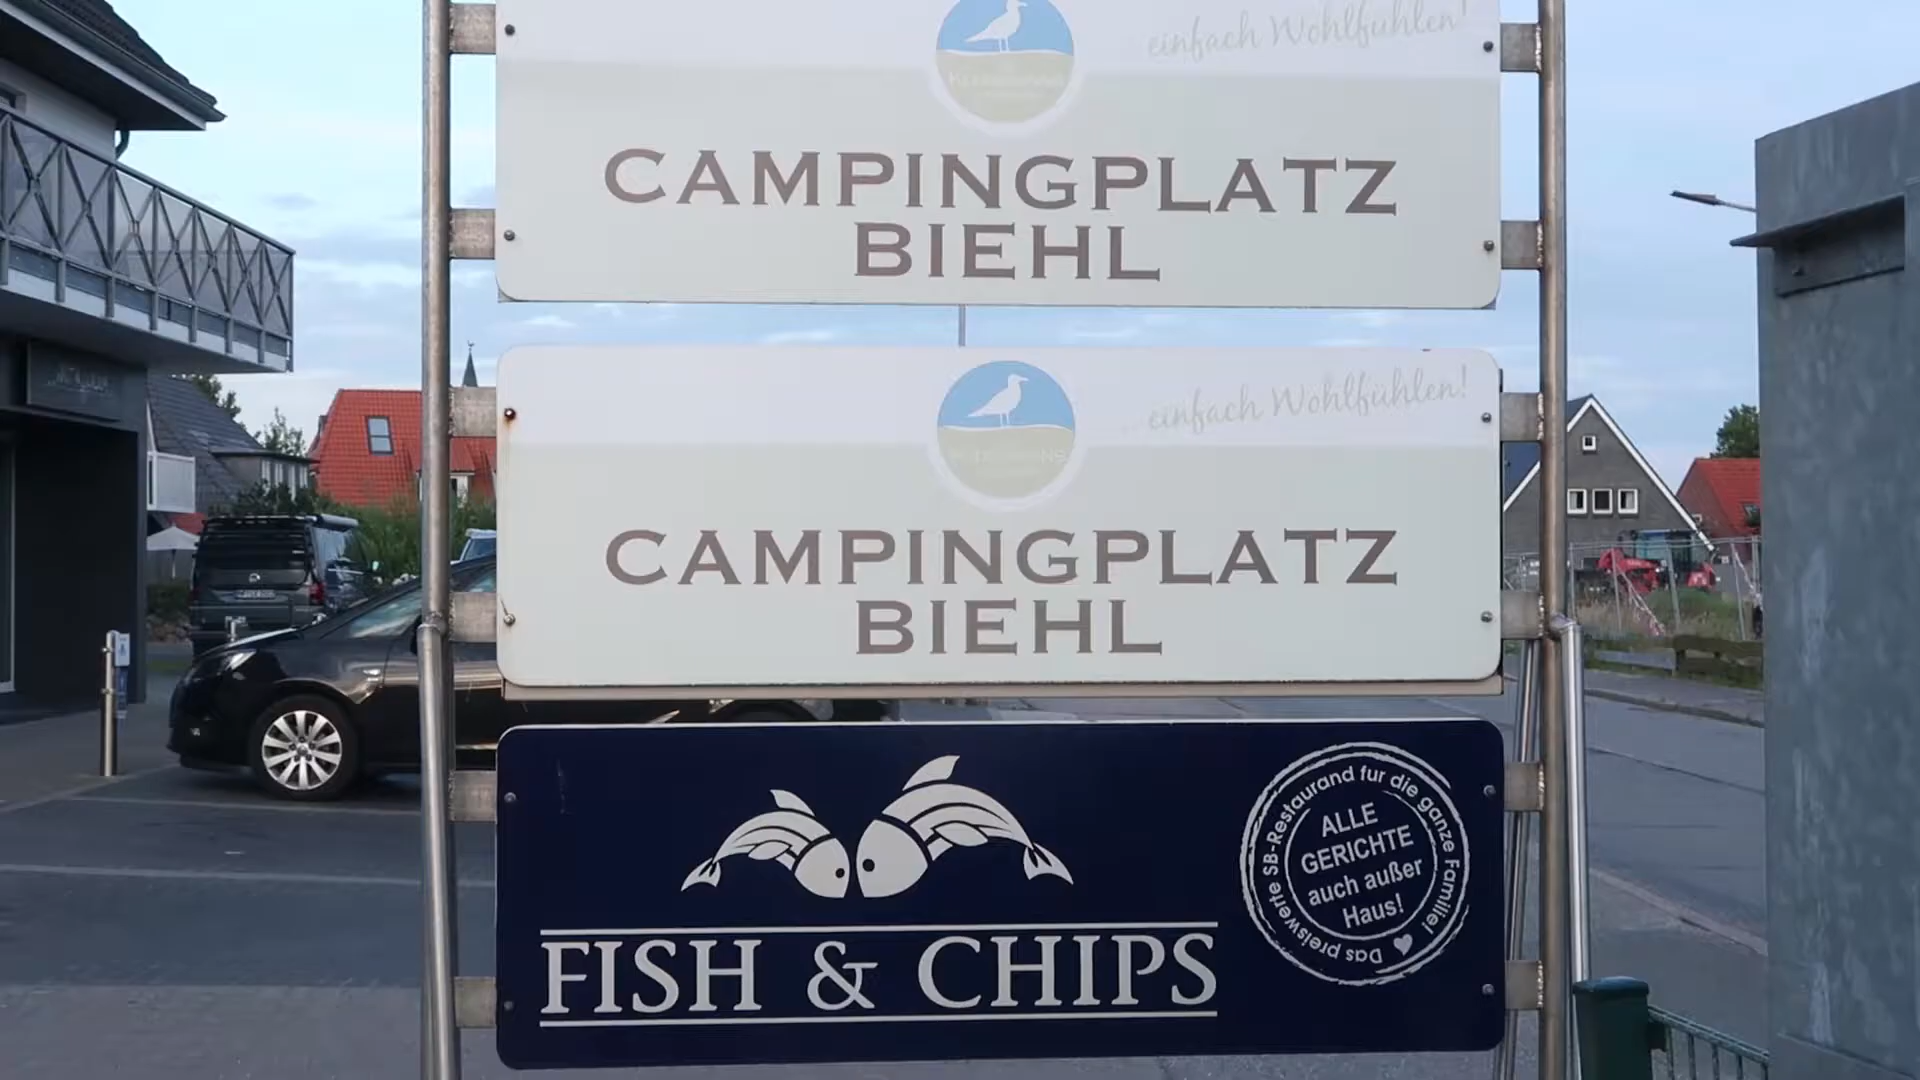 einfach Wohlfühlen!
CAMPINGPLATZ
BIEHL
einfach Wohlfühlen!
CAMPINGPLATZ
BIEHL
FISH & CHIPS
Das preiswerte SB-Restaurand fur die ganze Familie!
ALLE
GERICHTE
auch außer
Haus!